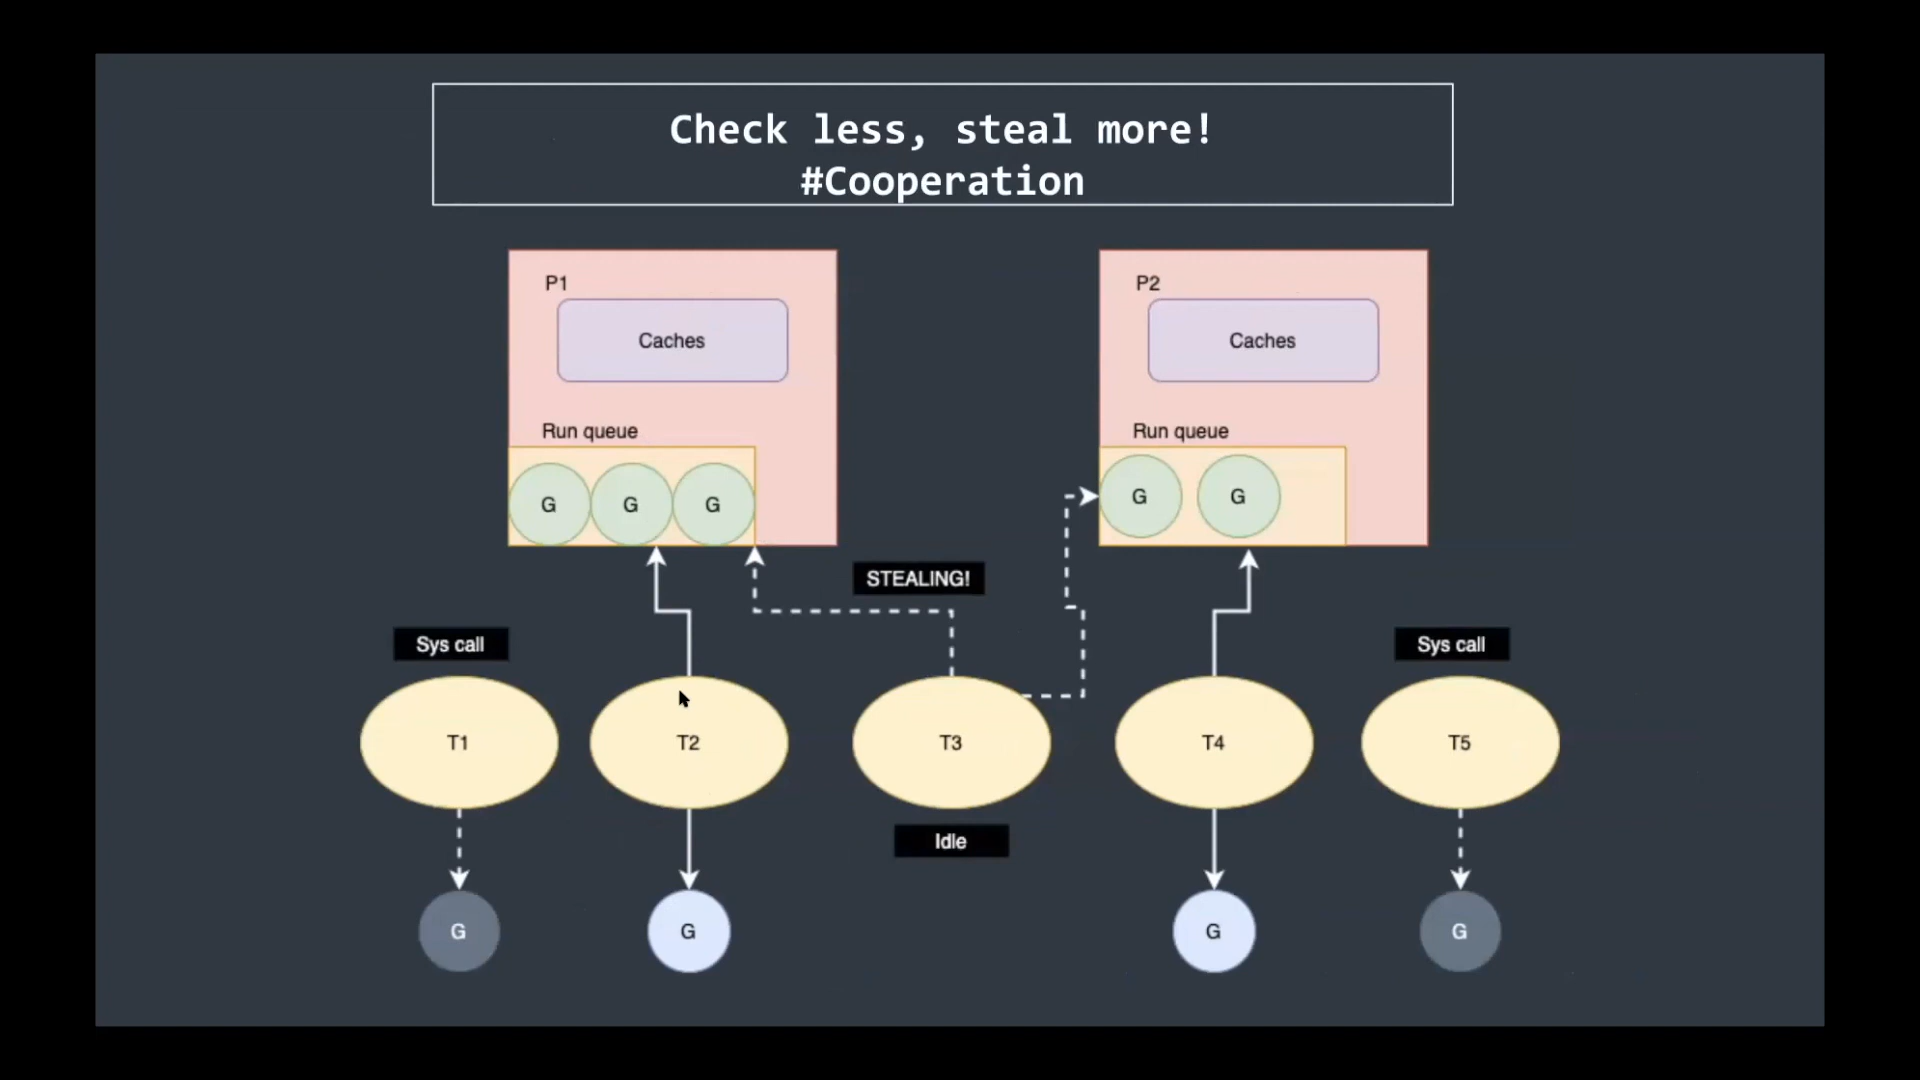 Check less, steal more!
#Cooperation
P1
Caches
Run queue
G G G
P2
Caches
Run queue
G G
STEALING!
Sys call
Sys call
T1
T2
T3
T4
T5
Idle
G
G
G
G